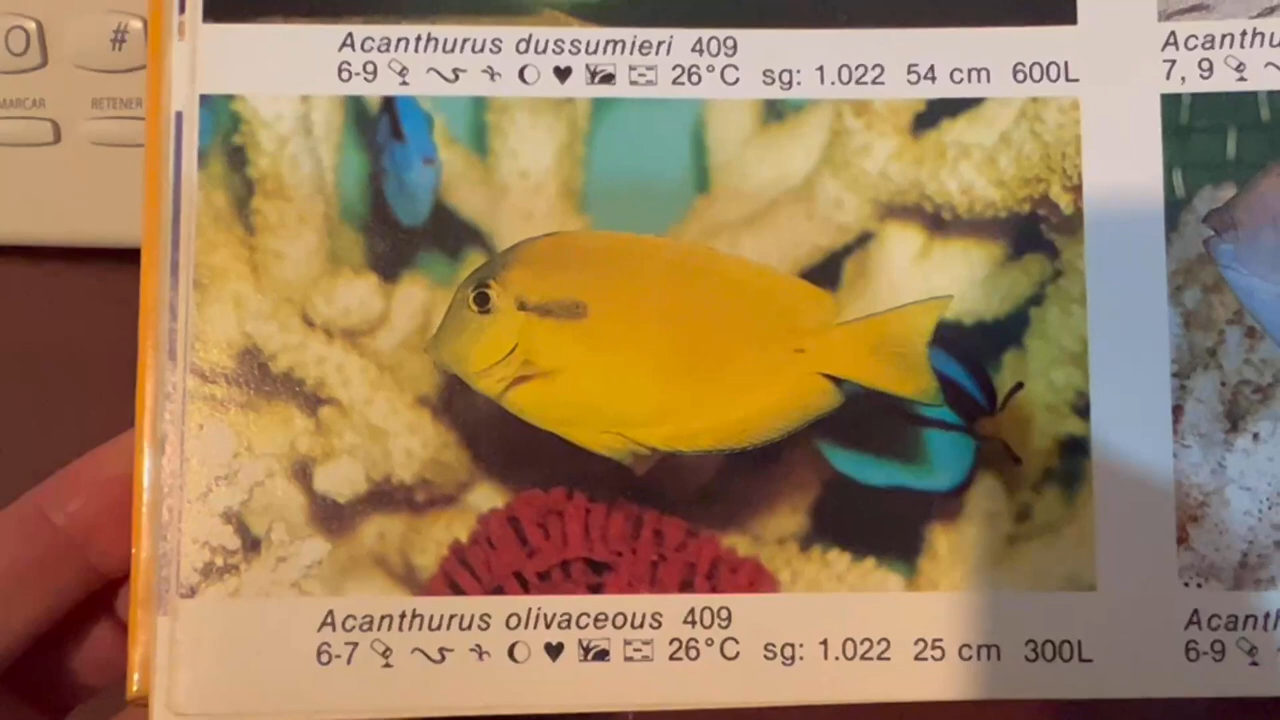 O #
MARCAR RETENER
Acanthurus dussumieri 409
6-9 26°C sg: 1.022 54 cm 600L
Acanthurus olivaceous 409
6-7 26°C sg: 1.022 25 cm 300L
Acanthu
7, 9
Acanth
6-9